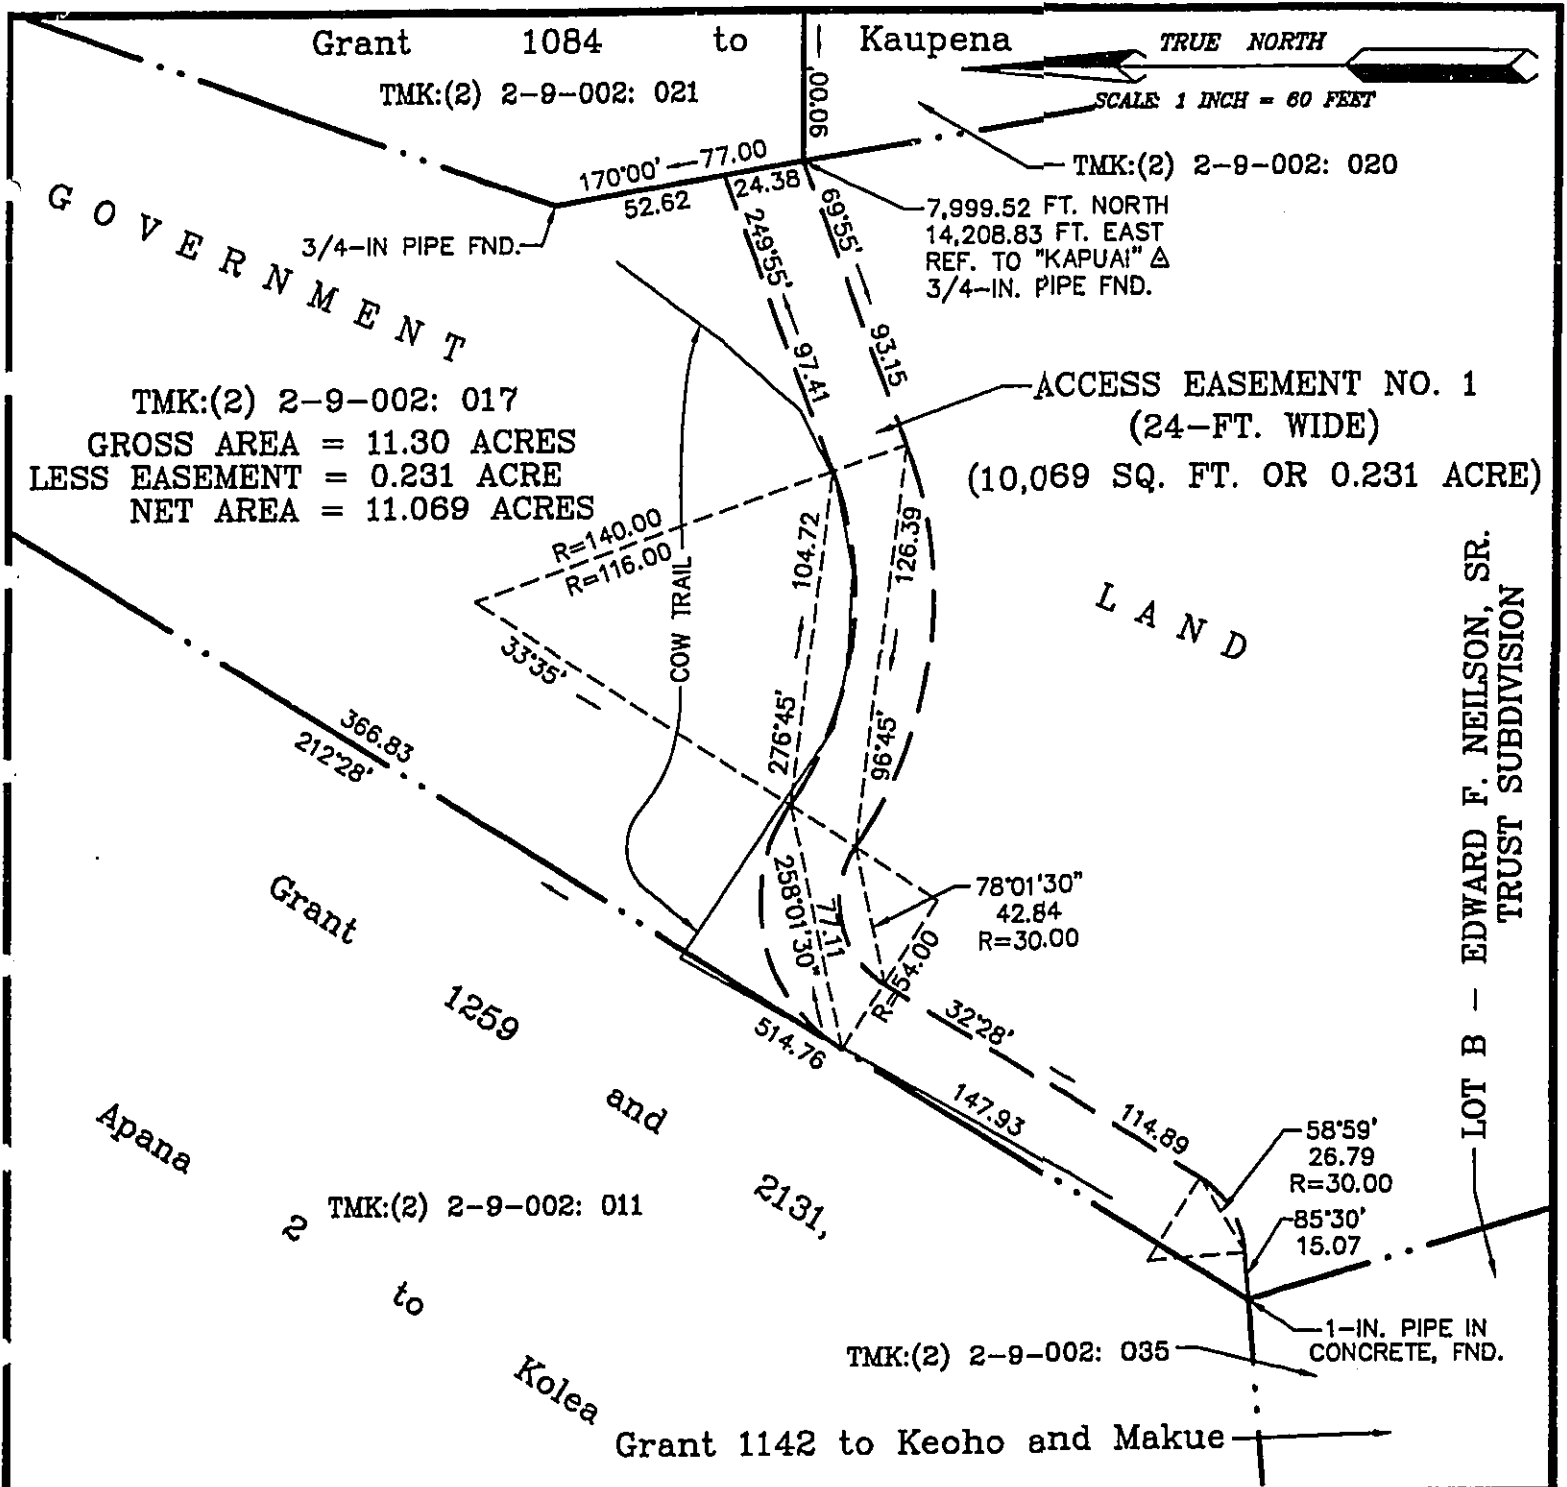 Grant 1084 to Kaupena
TMK:(2) 2-9-002: 021
90.00
TRUE NORTH
SCALE: 1 INCH = 60 FEET
TMK:(2) 2-9-002: 020
170°00' 77.00
52.62
24.38
3/4-IN PIPE FND.
7,999.52 FT. NORTH
14,208.83 FT. EAST
REF. TO "KAPUAI" △
3/4-IN. PIPE FND.
GOVERNMENT
69°55' 93.15
249°55' 97.41
TMK:(2) 2-9-002: 017
GROSS AREA = 11.30 ACRES
LESS EASEMENT = 0.231 ACRE
NET AREA = 11.069 ACRES
ACCESS EASEMENT NO. 1
(24-FT. WIDE)
(10,069 SQ. FT. OR 0.231 ACRE)
R=140.00
R=116.00
104.72
276°45'
126.39
96°45'
COW TRAIL
33°35'
LAND
LOT B - EDWARD F. NEILSON, SR.
TRUST SUBDIVISION
366.83
212°28'
258°01'30"
77.11
78°01'30"
42.84
R=30.00
R=54.00
514.76
32°28'
114.89
147.93
58°59'
26.79
R=30.00
85°30'
15.07
Grant
1259
and
2131,
Apana
2
to
Kolea
TMK:(2) 2-9-002: 011
1-IN. PIPE IN
CONCRETE, FND.
TMK:(2) 2-9-002: 035
Grant 1142 to Keoho and Makue